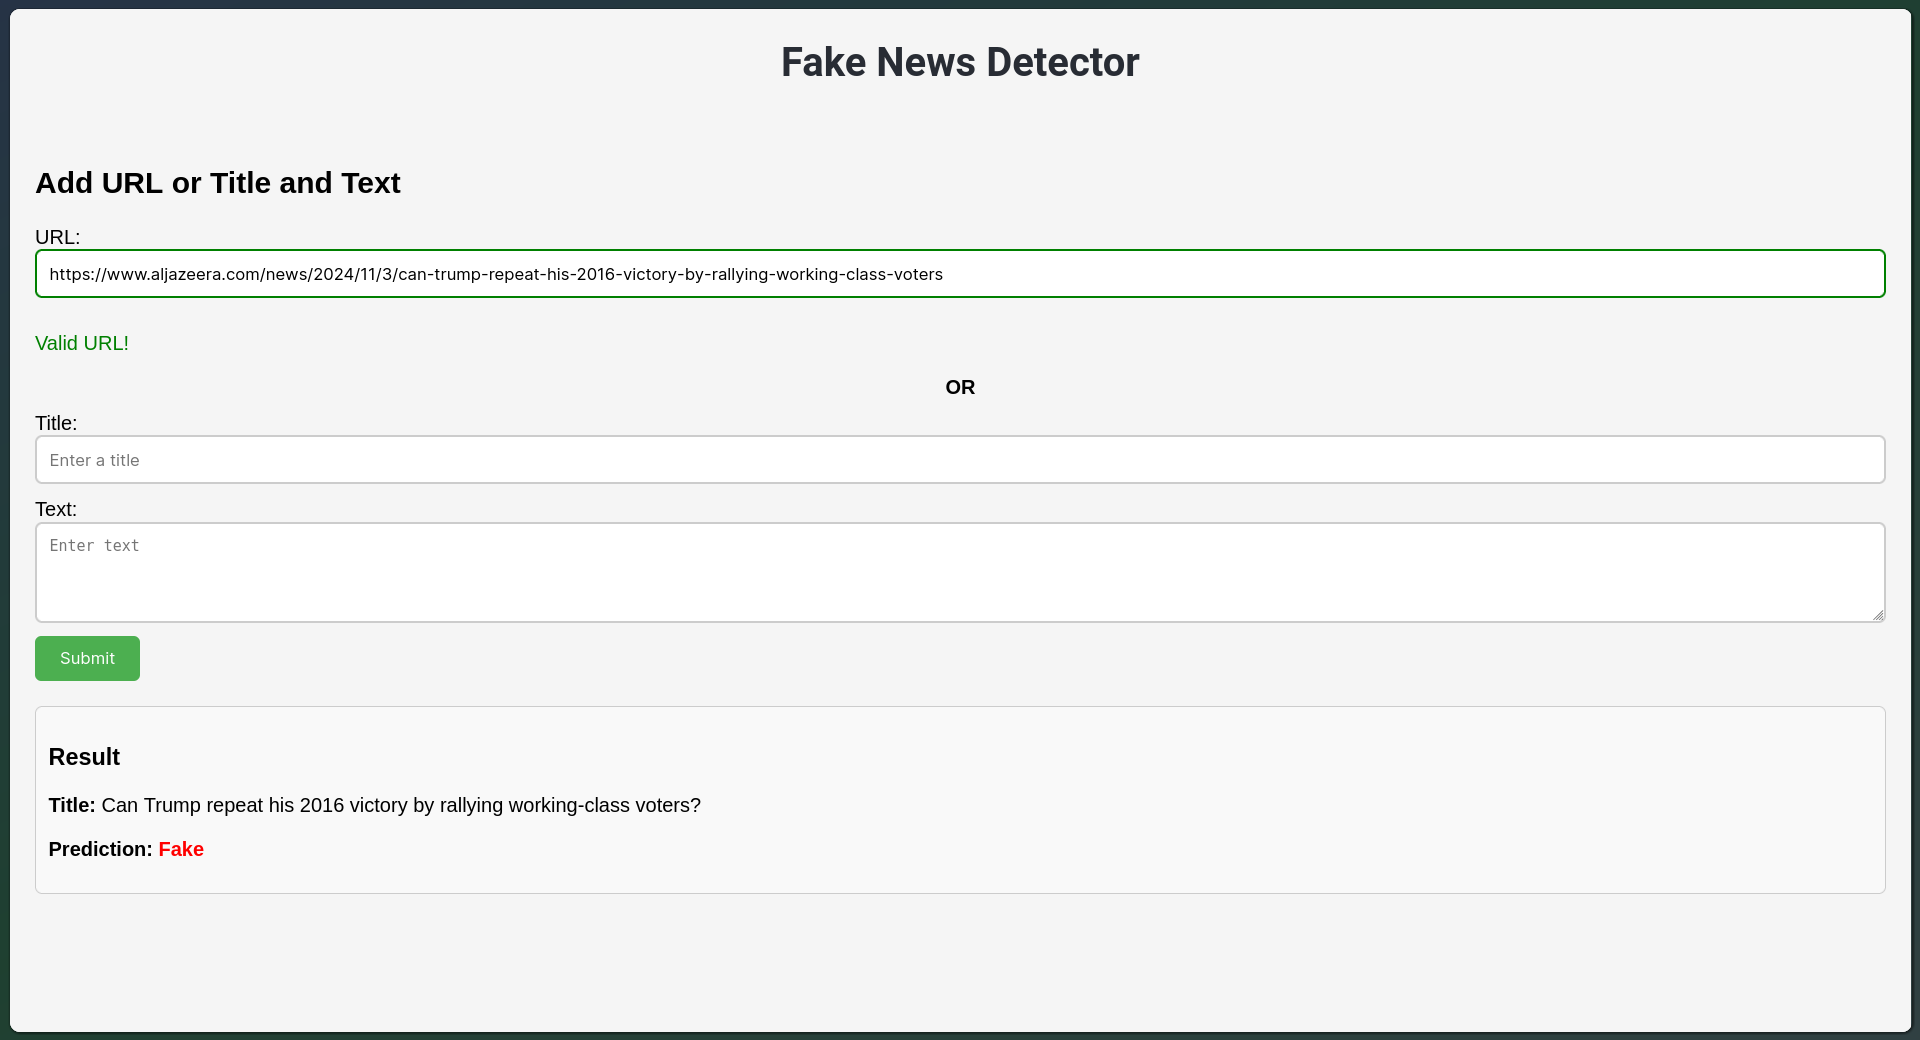 Fake News Detector
Add URL or Title and Text
URL:
https://www.aljazeera.com/news/2024/11/3/can-trump-repeat-his-2016-victory-by-rallying-working-class-voters
Valid URL!
OR
Title:
Enter a title
Text:
Enter text
Submit
Result
Title: Can Trump repeat his 2016 victory by rallying working-class voters?
Prediction: Fake